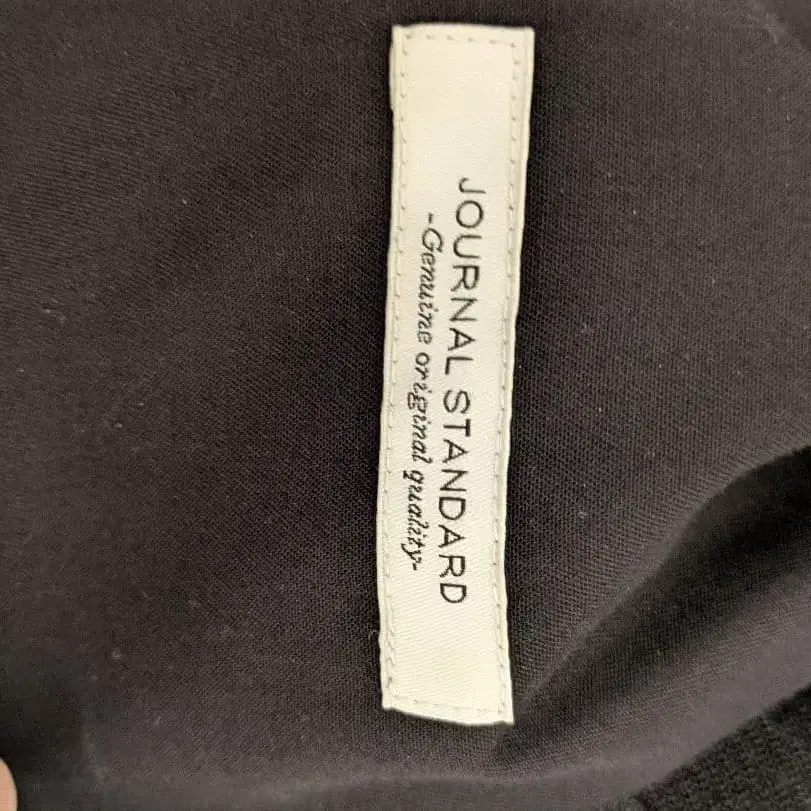 JOURNAL STANDARD
-Genuine original quality-